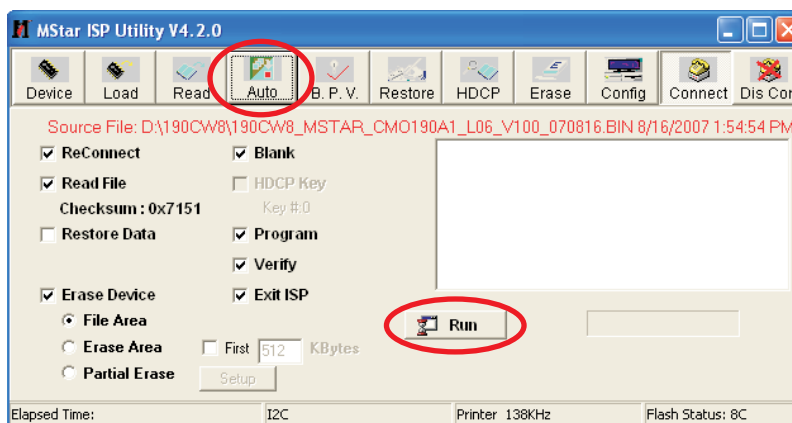 MStar ISP Utility V4.2.0
Device Load Read Auto B. P. V. Restore HDCP Erase Config Connect Dis Con
Source File: D:\190CW8\190CW8_MSTAR_CMO190A1_L06_V100_070816.BIN 8/16/2007 1:54:54 PM
ReConnect Blank
Read File HDCP Key
Checksum : 0x7151 Key #:0
Restore Data Program
Verify
Erase Device Exit ISP
File Area Run
Erase Area First 512 KBytes
Partial Erase Setup
Elapsed Time: I2C Printer 138KHz Flash Status: 8C